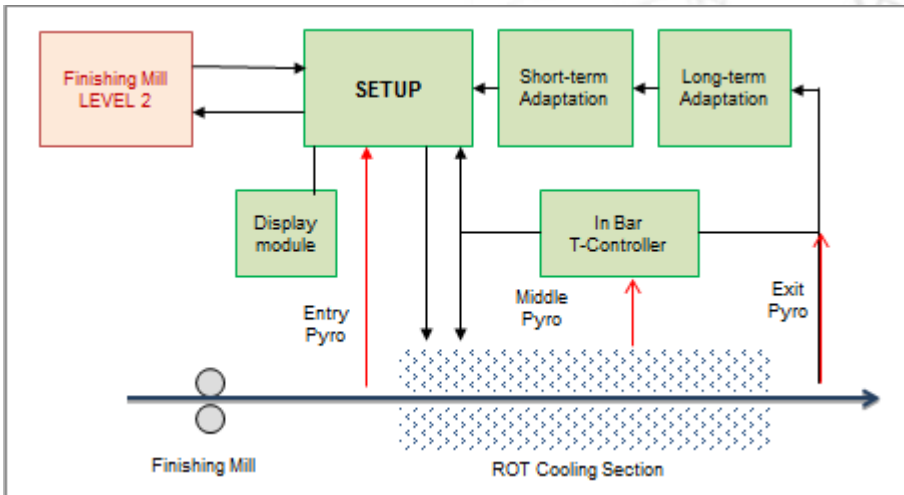 Finishing Mill
LEVEL 2
SETUP
Short-term
Adaptation
Long-term
Adaptation
Display
module
In Bar
T-Controller
Entry
Pyro
Middle
Pyro
Exit
Pyro
Finishing Mill
ROT Cooling Section